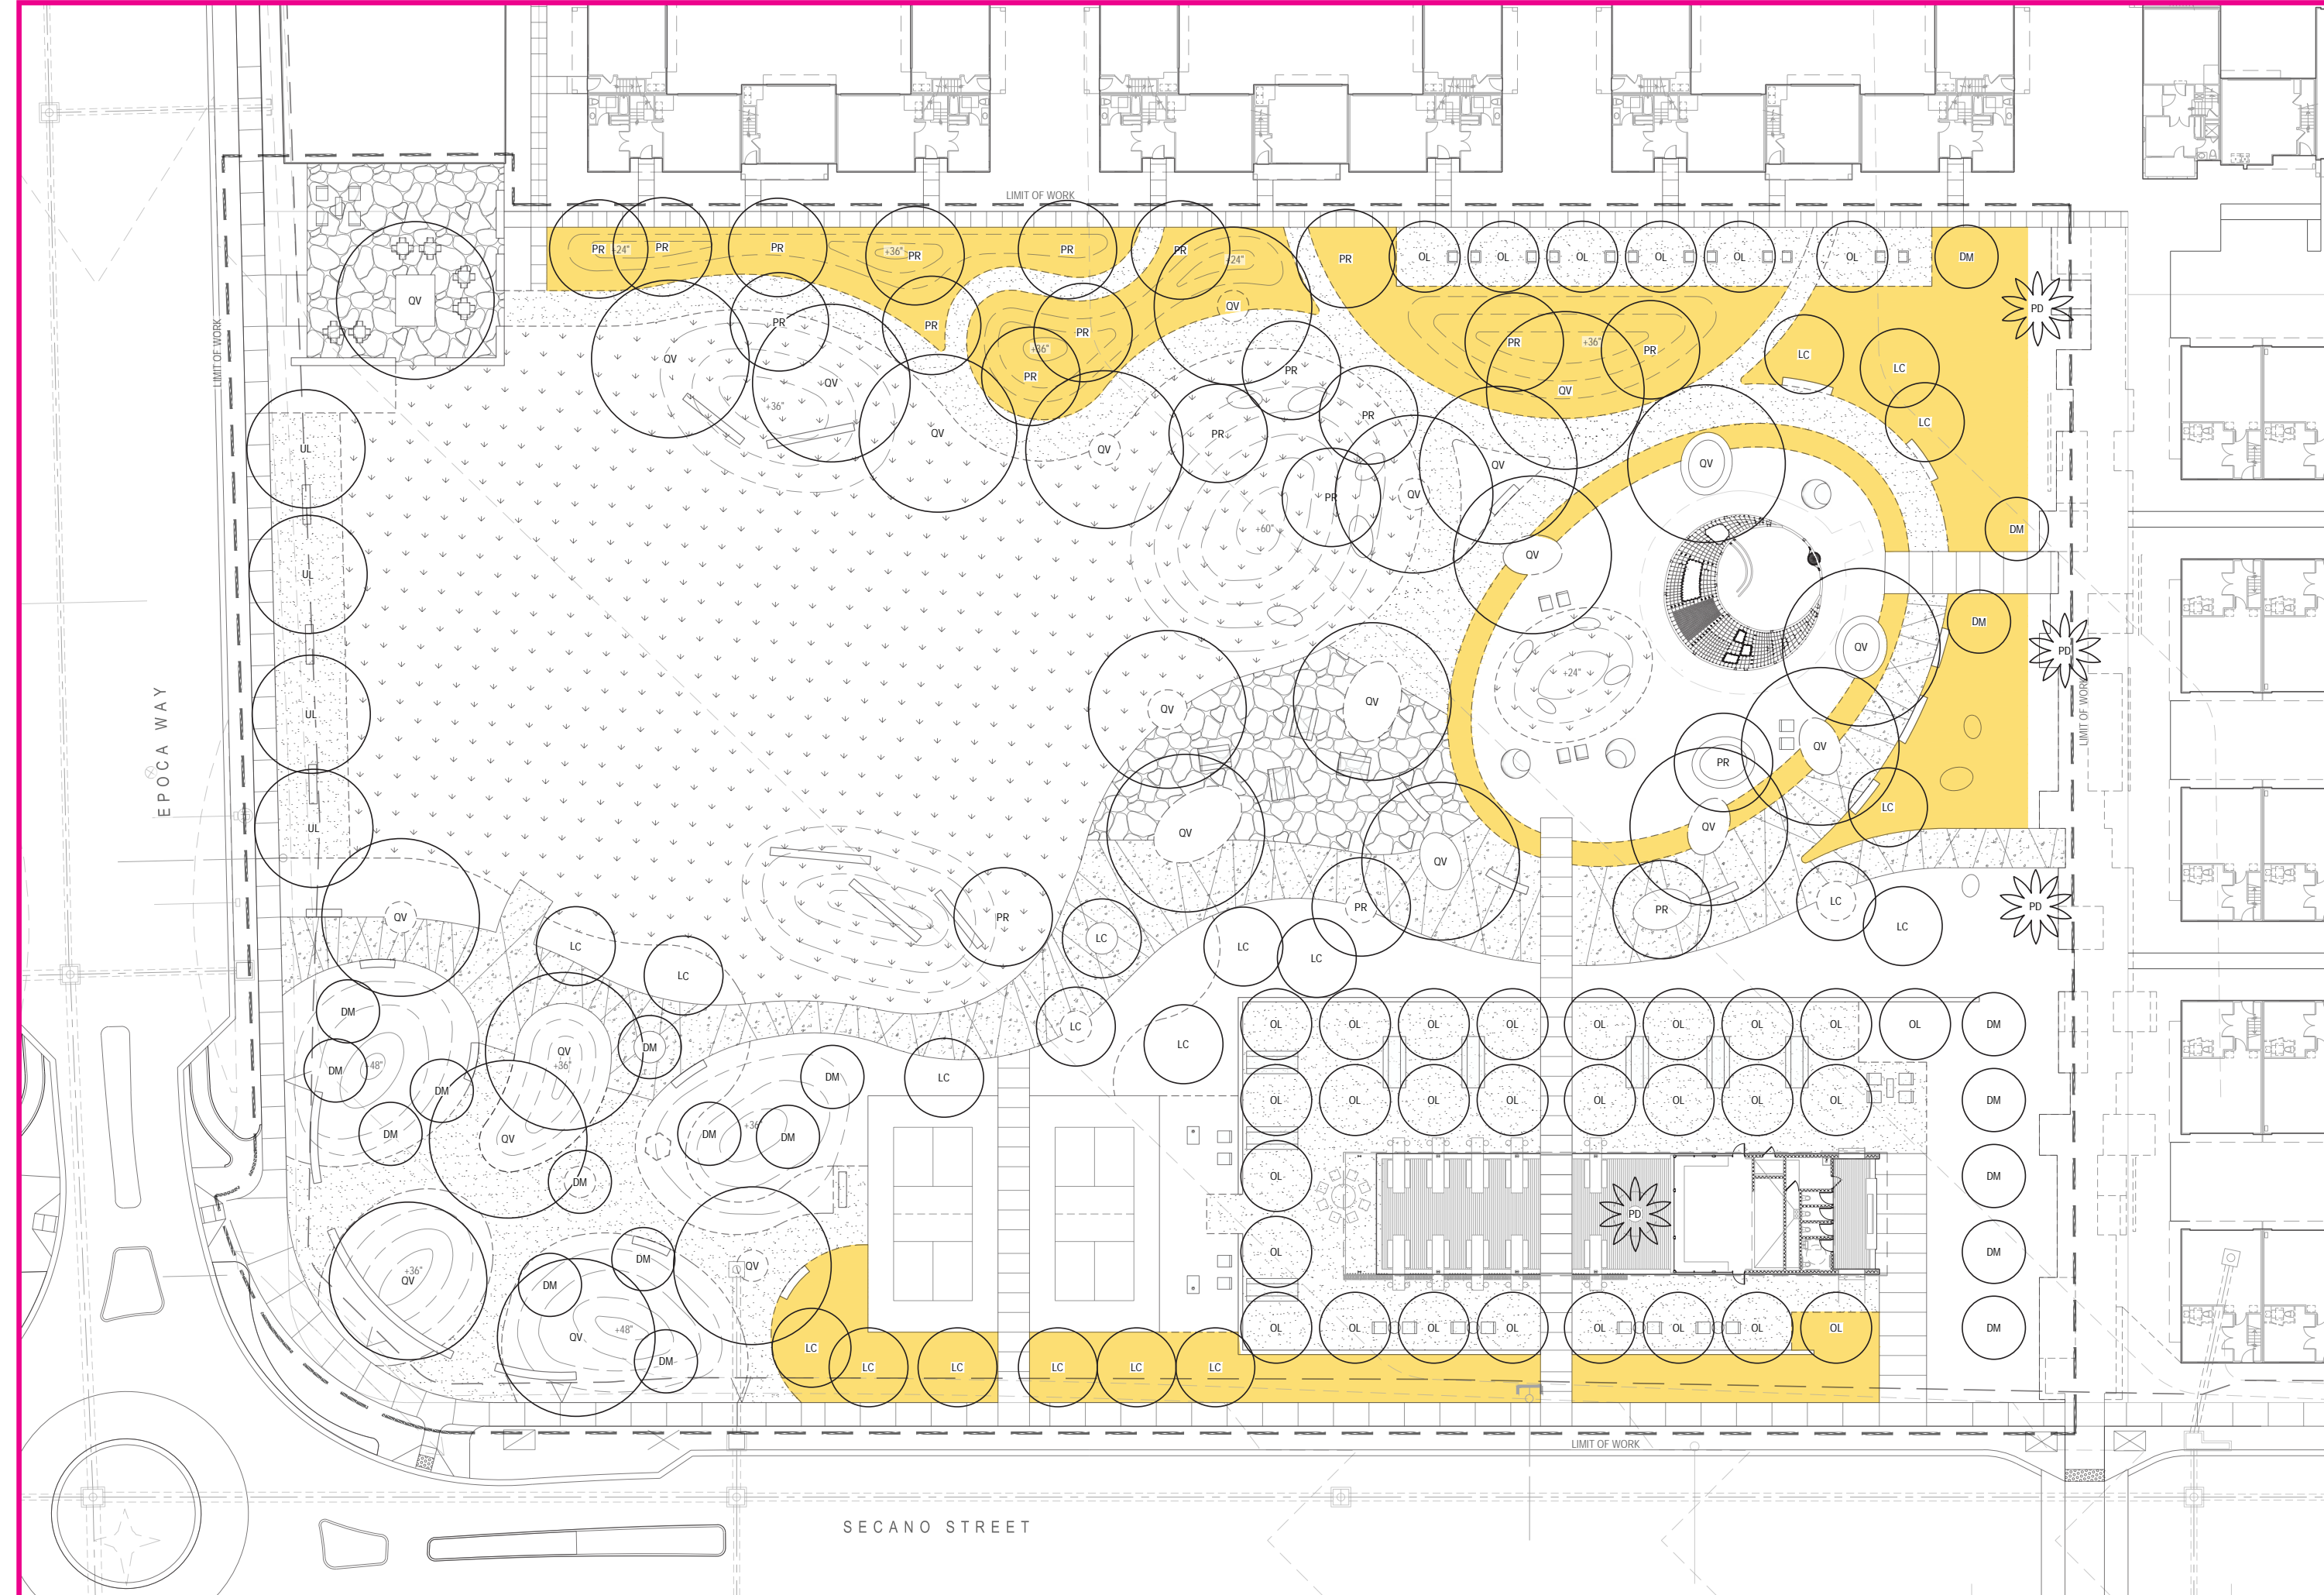 LIMIT OF WORK
PR
+24"
PR
PR
+36"
PR
PR
PR
+24"
PR
OL
OL
OL
OL
OL
OL
DM
QV
QV
PD
LIMIT OF WORK
PR
PR
PR
+36"
PR
PR
+36"
PR
LC
LC
QV
QV
+36"
PR
PR
QV
LC
QV
PR
QV
UL
QV
QV
QV
PR
QV
+60"
DM
QV
UL
DM
QV
PD
+24"
LIMIT OF WORK
QV
QV
UL
EPOCA WAY
QV
PR
LC
UL
QV
QV
QV
PR
PR
LC
PD
QV
PR
LC
LC
LC
LC
LC
LC
DM
LC
OL
OL
OL
OL
OL
OL
OL
OL
OL
DM
LC
DM
QV
+36"
+48"
DM
DM
LC
DM
OL
OL
OL
OL
OL
OL
OL
OL
DM
DM
QV
DM
+36"
DM
DM
OL
DM
PD
QV
+36"
DM
QV
OL
DM
DM
QV
+48"
DM
LC
LC
LC
LC
LC
LC
OL
OL
OL
OL
OL
OL
OL
OL
DM
LIMIT OF WORK
SECANO STREET